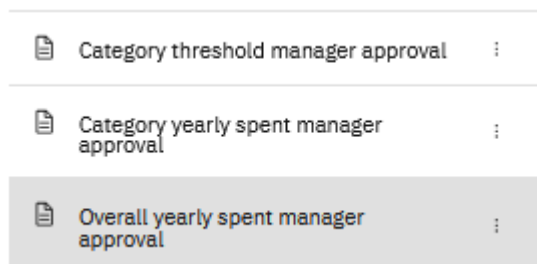 Category threshold manager approval
Category yearly spent manager
approval
Overall yearly spent manager
approval